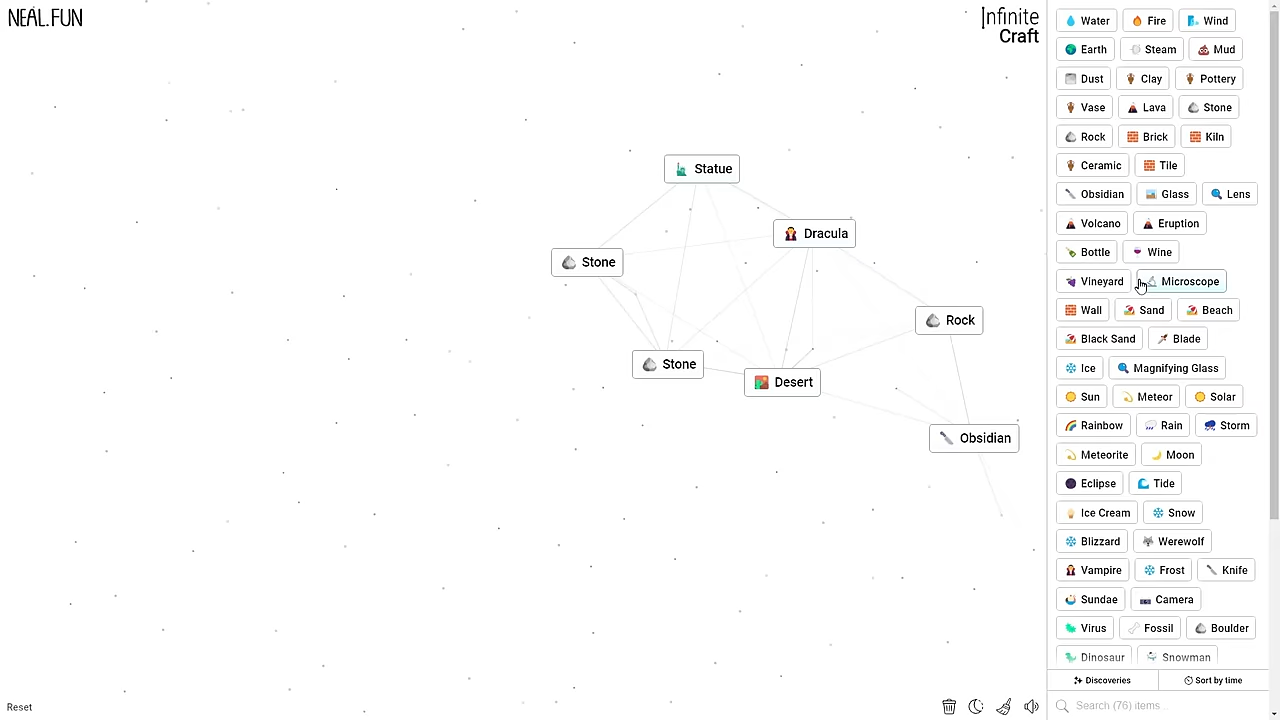 NEAL.FUN
Infinite
Craft
Statue
Dracula
Stone
Rock
Stone
Desert
Obsidian
Reset
Water Fire Wind
Earth Steam Mud
Dust Clay Pottery
Vase Lava Stone
Rock Brick Kiln
Ceramic Tile
Obsidian Glass Lens
Volcano Eruption
Bottle Wine
Vineyard Microscope
Wall Sand Beach
Black Sand Blade
Ice Magnifying Glass
Sun Meteor Solar
Rainbow Rain Storm
Meteorite Moon
Eclipse Tide
Ice Cream Snow
Blizzard Werewolf
Vampire Frost Knife
Sundae Camera
Virus Fossil Boulder
Dinosaur Snowman
Discoveries Sort by time
Search (76) items...